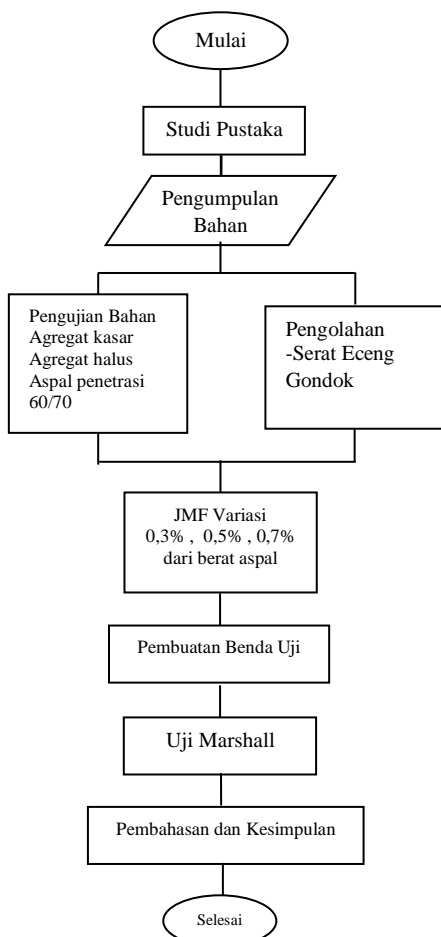 Mulai
Studi Pustaka
Pengumpulan
Bahan
Pengujian Bahan
Agregat kasar
Agregat halus
Aspal penetrasi
60/70
Pengolahan
-Serat Eceng
Gondok
JMF Variasi
0,3% , 0,5% , 0,7%
dari berat aspal
Pembuatan Benda Uji
Uji Marshall
Pembahasan dan Kesimpulan
Selesai